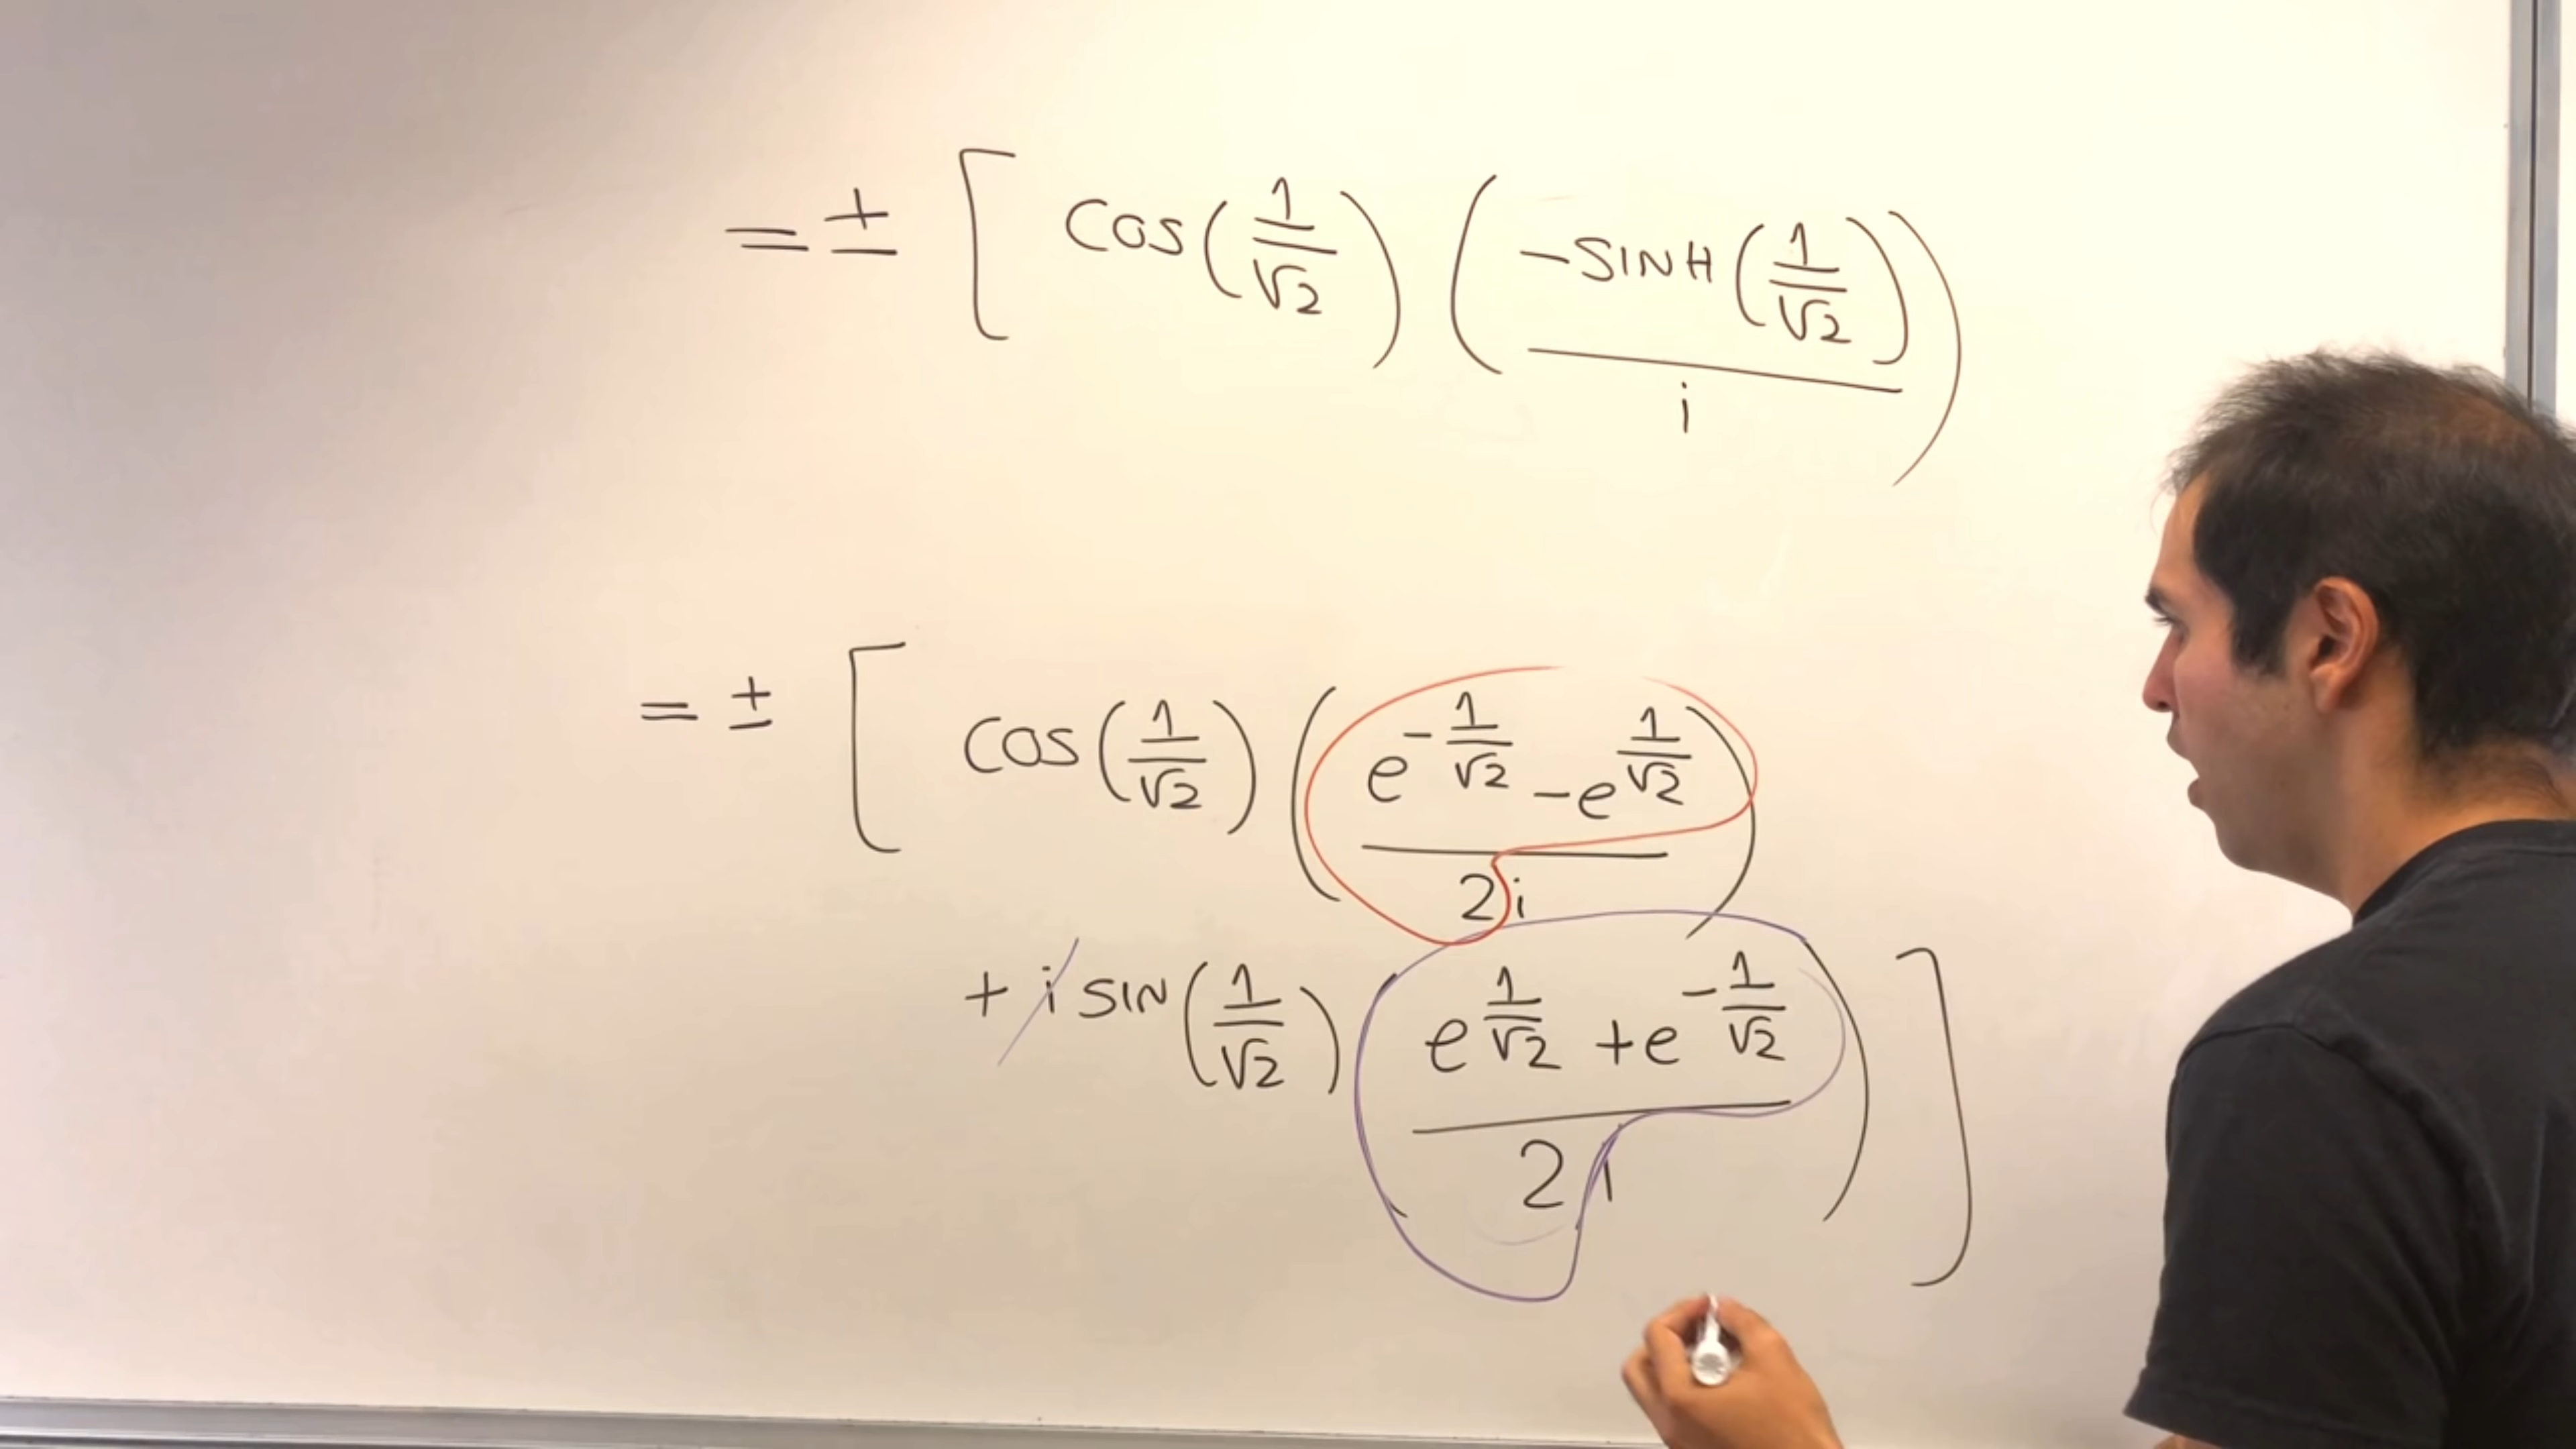 = ± [ cos(1/√2) (-SINH(1/√2)/i)
= ± [ cos(1/√2) ((e^(-1/√2) - e^(1/√2))/2i)
+ i SIN(1/√2) ((e^(1/√2) + e^(-1/√2))/2i) ]